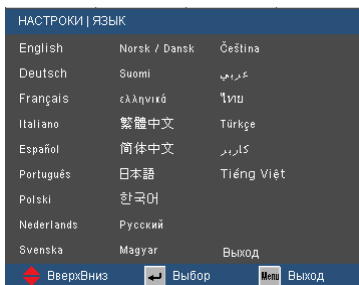 НАСТРОКИ | ЯЗЫК
English Norsk / Dansk Čeština
Deutsch Suomi عربي
Français ελληνικά ไทย
Italiano 繁體中文 Türkçe
Español 简体中文 کاربر
Português 日本語 Tiếng Việt
Polski 한국어
Nederlands Русский
Svenska Magyar Выход
ВверхВниз Выбор Menu Выход